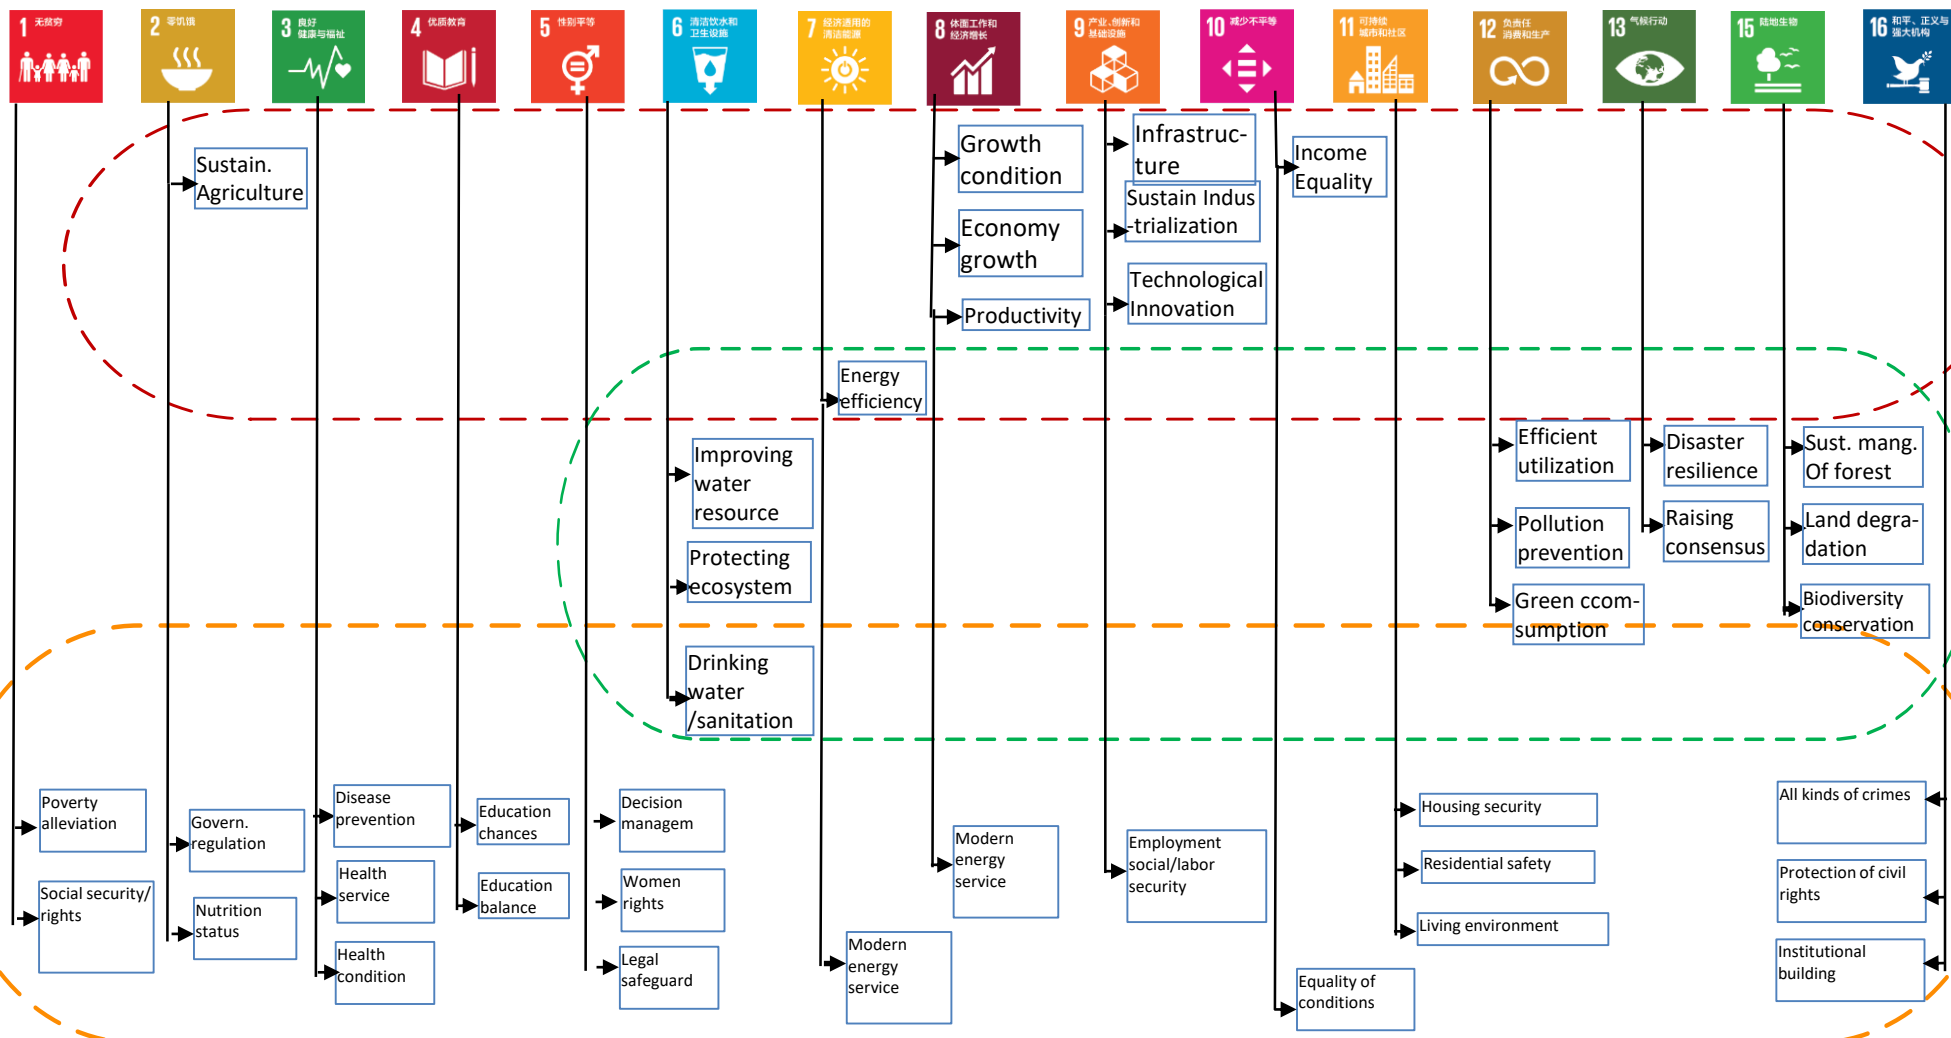 1 无贫穷
2 零饥饿
3 良好
健康与福祉
4 优质教育
5 性别平等
6 清洁饮水和
卫生设施
7 经济适用的
清洁能源
8 体面工作和
经济增长
9 产业、创新和
基础设施
10 减少不平等
11 可持续
城市和社区
12 负责任
消费和生产
13 气候行动
15 陆地生物
16 和平、正义与
强大机构
Sustain.
Agriculture
Growth
condition
Economy
growth
Productivity
Infrastruc-
ture
Sustain Indus
-trialization
Technological
Innovation
Income
Equality
Energy
efficiency
Improving
water
resource
Protecting
ecosystem
Drinking
water
/sanitation
Efficient
utilization
Pollution
prevention
Green ccom-
sumption
Disaster
resilience
Raising
consensus
Sust. mang.
Of forest
Land degra-
dation
Biodiversity
conservation
Poverty
alleviation
Social security/
rights
Govern.
regulation
Nutrition
status
Disease
prevention
Health
service
Health
condition
Education
chances
Education
balance
Decision
managem
Women
rights
Legal
safeguard
Modern
energy
service
Modern
energy
service
Employment
social/labor
security
Equality of
conditions
Housing security
Residential safety
Living environment
All kinds of crimes
Protection of civil
rights
Institutional
building